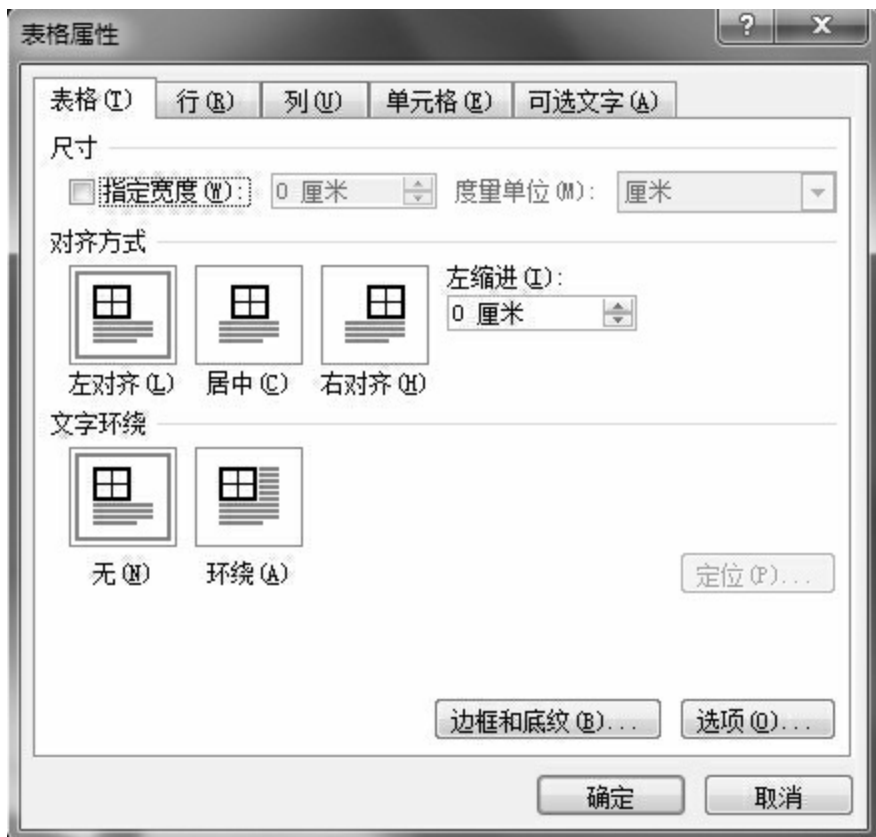 表格属性
?
X
表格(T) 行(R) 列(U) 单元格(E) 可选文字(A)
尺寸
指定宽度(W): 0 厘米 度量单位(M): 厘米
对齐方式
左缩进(I):
0 厘米
左对齐(L) 居中(C) 右对齐(H)
文字环绕
无(N) 环绕(A) 定位(P)...
边框和底纹(B)... 选项(O)...
确定 取消